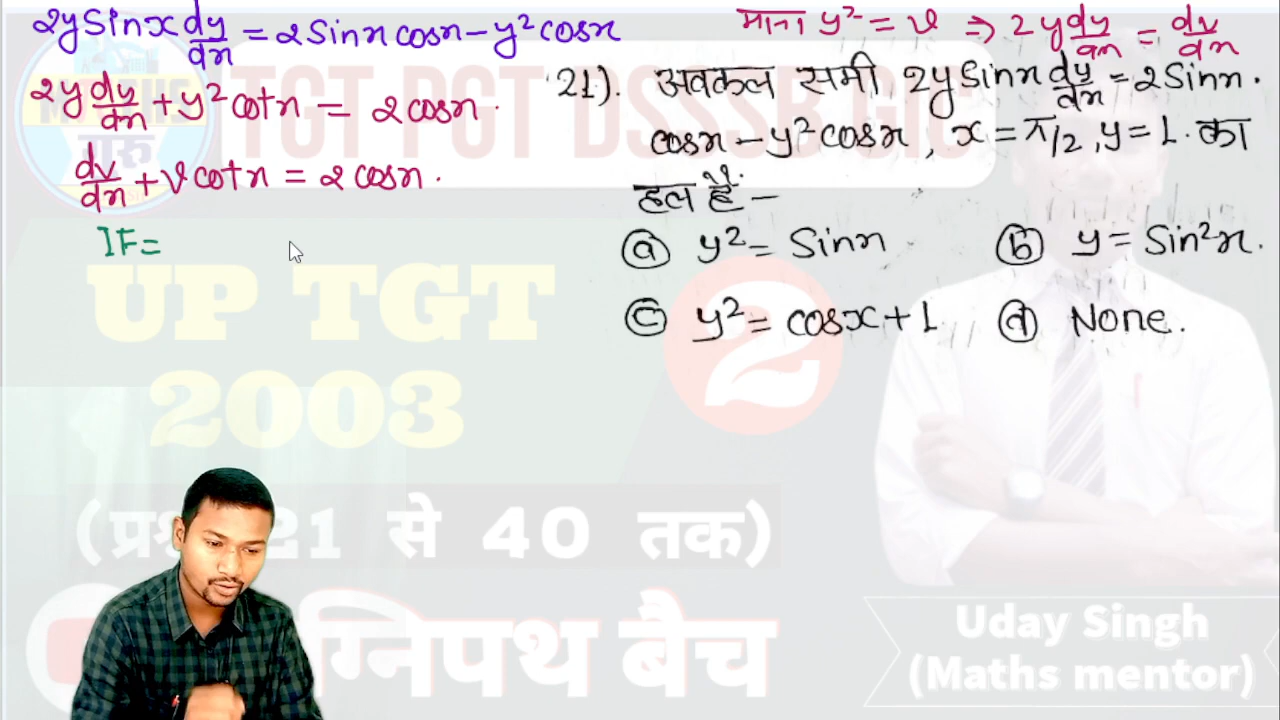 2y Sinx dy/dx = 2 Sinx cosx – y² cosx
2y dy/dx + y² cotx = 2 cosx.
dv/dx + v cotx = 2 cosx.
IF =
माना y² = v ⇒ 2y dy/dx = dv/dx
21). अवकल समी 2y Sinx dy/dx = 2 Sinx.
cosx – y² cosx, x = π/2, y = 1. का
हल है:–
(a) y² = Sinx
(b) y = Sin²x.
(c) y² = cosx + 1
(d) None.
TGT PGT DSSSB GIC
UP TGT
2003
2
(प्रश्न 21 से 40 तक)
ग्निपथ बैच
Uday Singh
(Maths mentor)